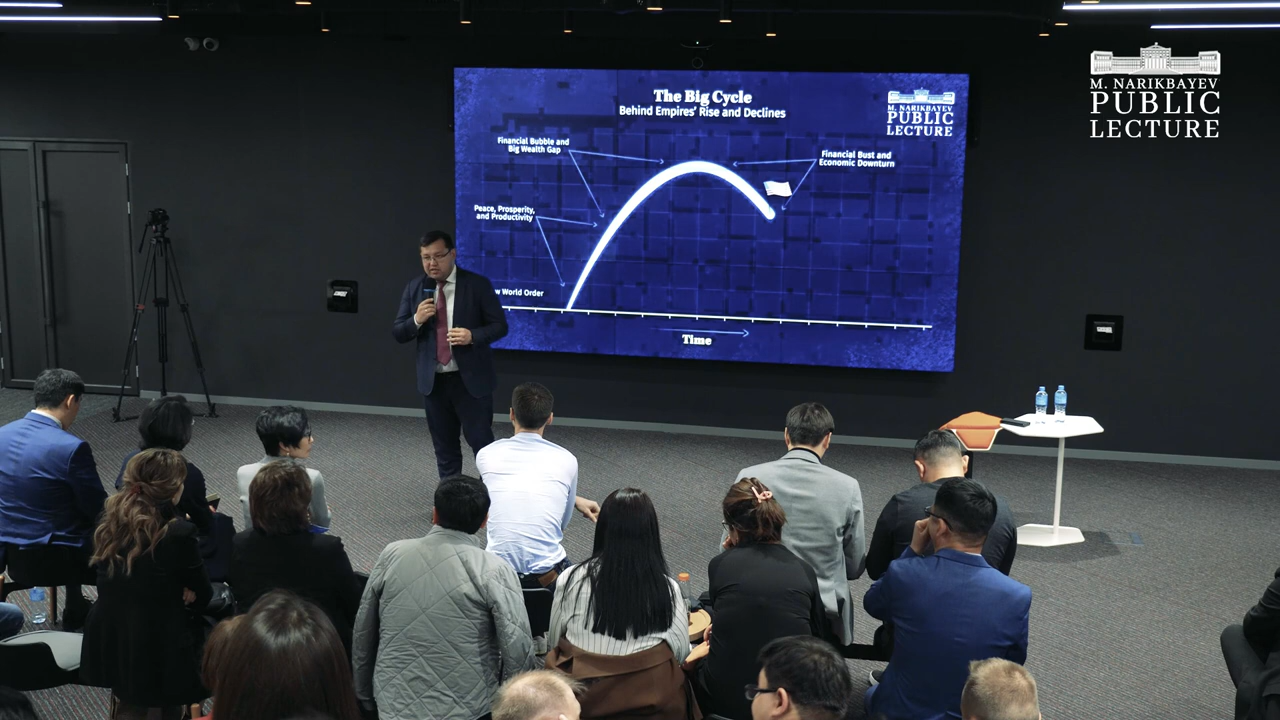 The Big Cycle
Behind Empires' Rise and Declines
M. NARIKBAYEV
PUBLIC
LECTURE
Financial Bubble and
Big Wealth Gap
Financial Bust and
Economic Downturn
Peace, Prosperity,
and Productivity
World Order
Time
M. NARIKBAYEV
PUBLIC
LECTURE